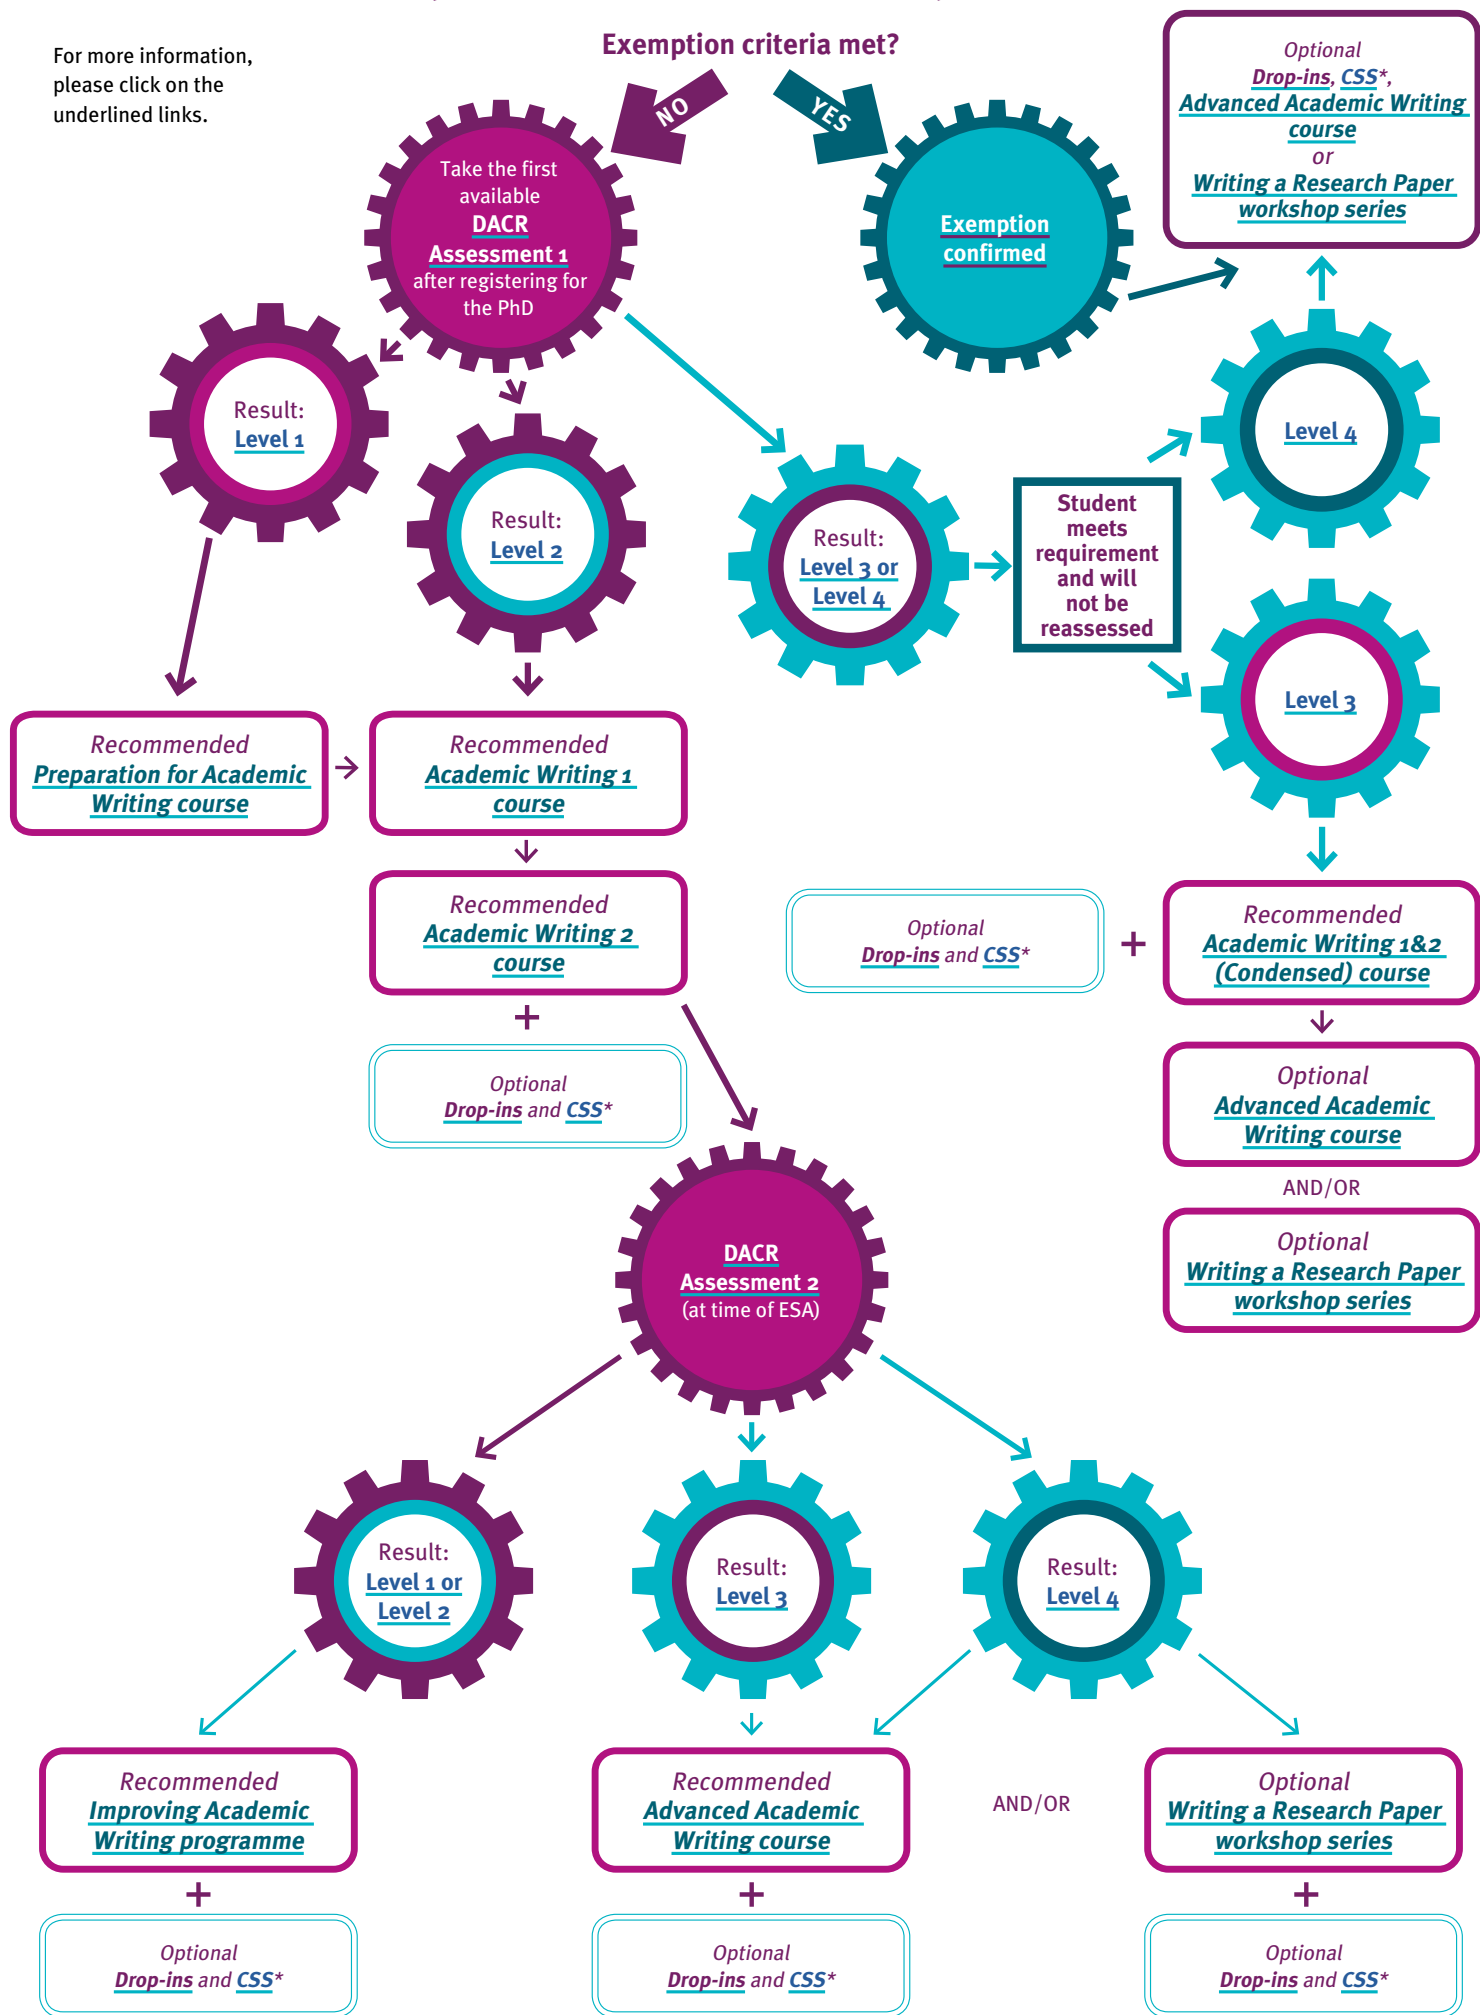 For more information,
please click on the
underlined links.
Exemption criteria met?
NO
YES
Optional
Drop-ins, CSS*,
Advanced Academic Writing
course
or
Writing a Research Paper
workshop series
Take the first
available
DACR
Assessment 1
after registering for
the PhD
Exemption
confirmed
Result:
Level 1
Result:
Level 2
Result:
Level 3 or
Level 4
Student
meets
requirement
and will
not be
reassessed
Level 4
Level 3
Recommended
Preparation for Academic
Writing course
Recommended
Academic Writing 1
course
Recommended
Academic Writing 2
course
+
Optional
Drop-ins and CSS*
Optional
Drop-ins and CSS*
+
Recommended
Academic Writing 1&2
(Condensed) course
Optional
Advanced Academic
Writing course
AND/OR
Optional
Writing a Research Paper
workshop series
DACR
Assessment 2
(at time of ESA)
Result:
Level 1 or
Level 2
Result:
Level 3
Result:
Level 4
Recommended
Improving Academic
Writing programme
+
Optional
Drop-ins and CSS*
Recommended
Advanced Academic
Writing course
+
Optional
Drop-ins and CSS*
AND/OR
Optional
Writing a Research Paper
workshop series
+
Optional
Drop-ins and CSS*